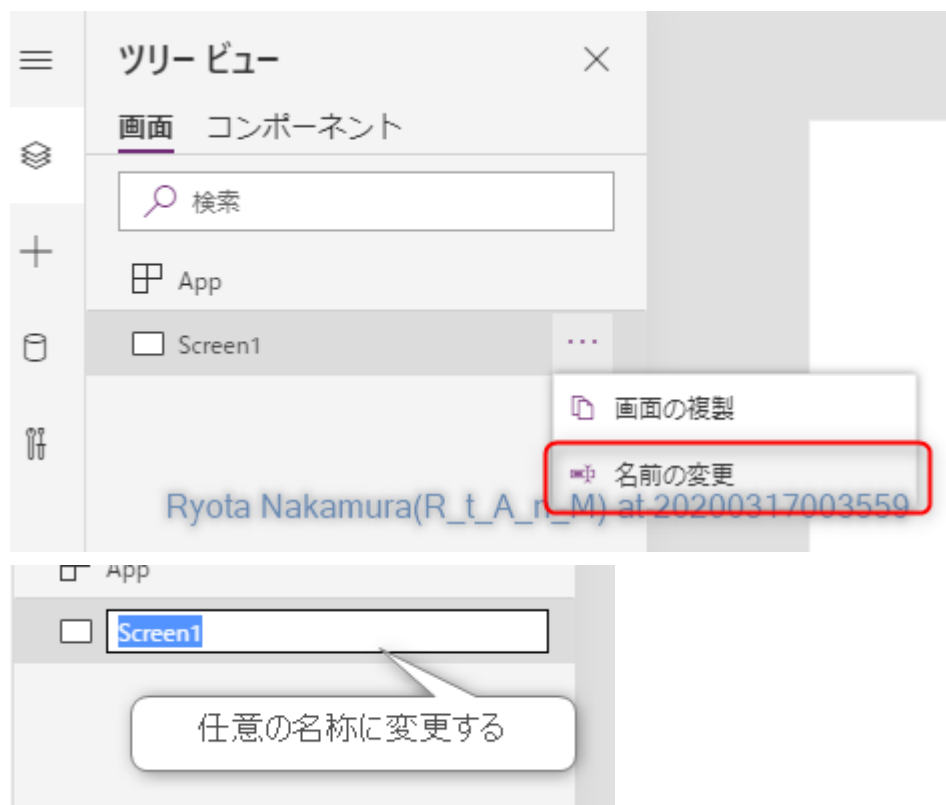 ツリー ビュー
画面 コンポーネント
検索
App
Screen1
画面の複製
名前の変更
Ryota Nakamura(R_t_A_n_M) at 20200317003559
App
Screen1
任意の名称に変更する